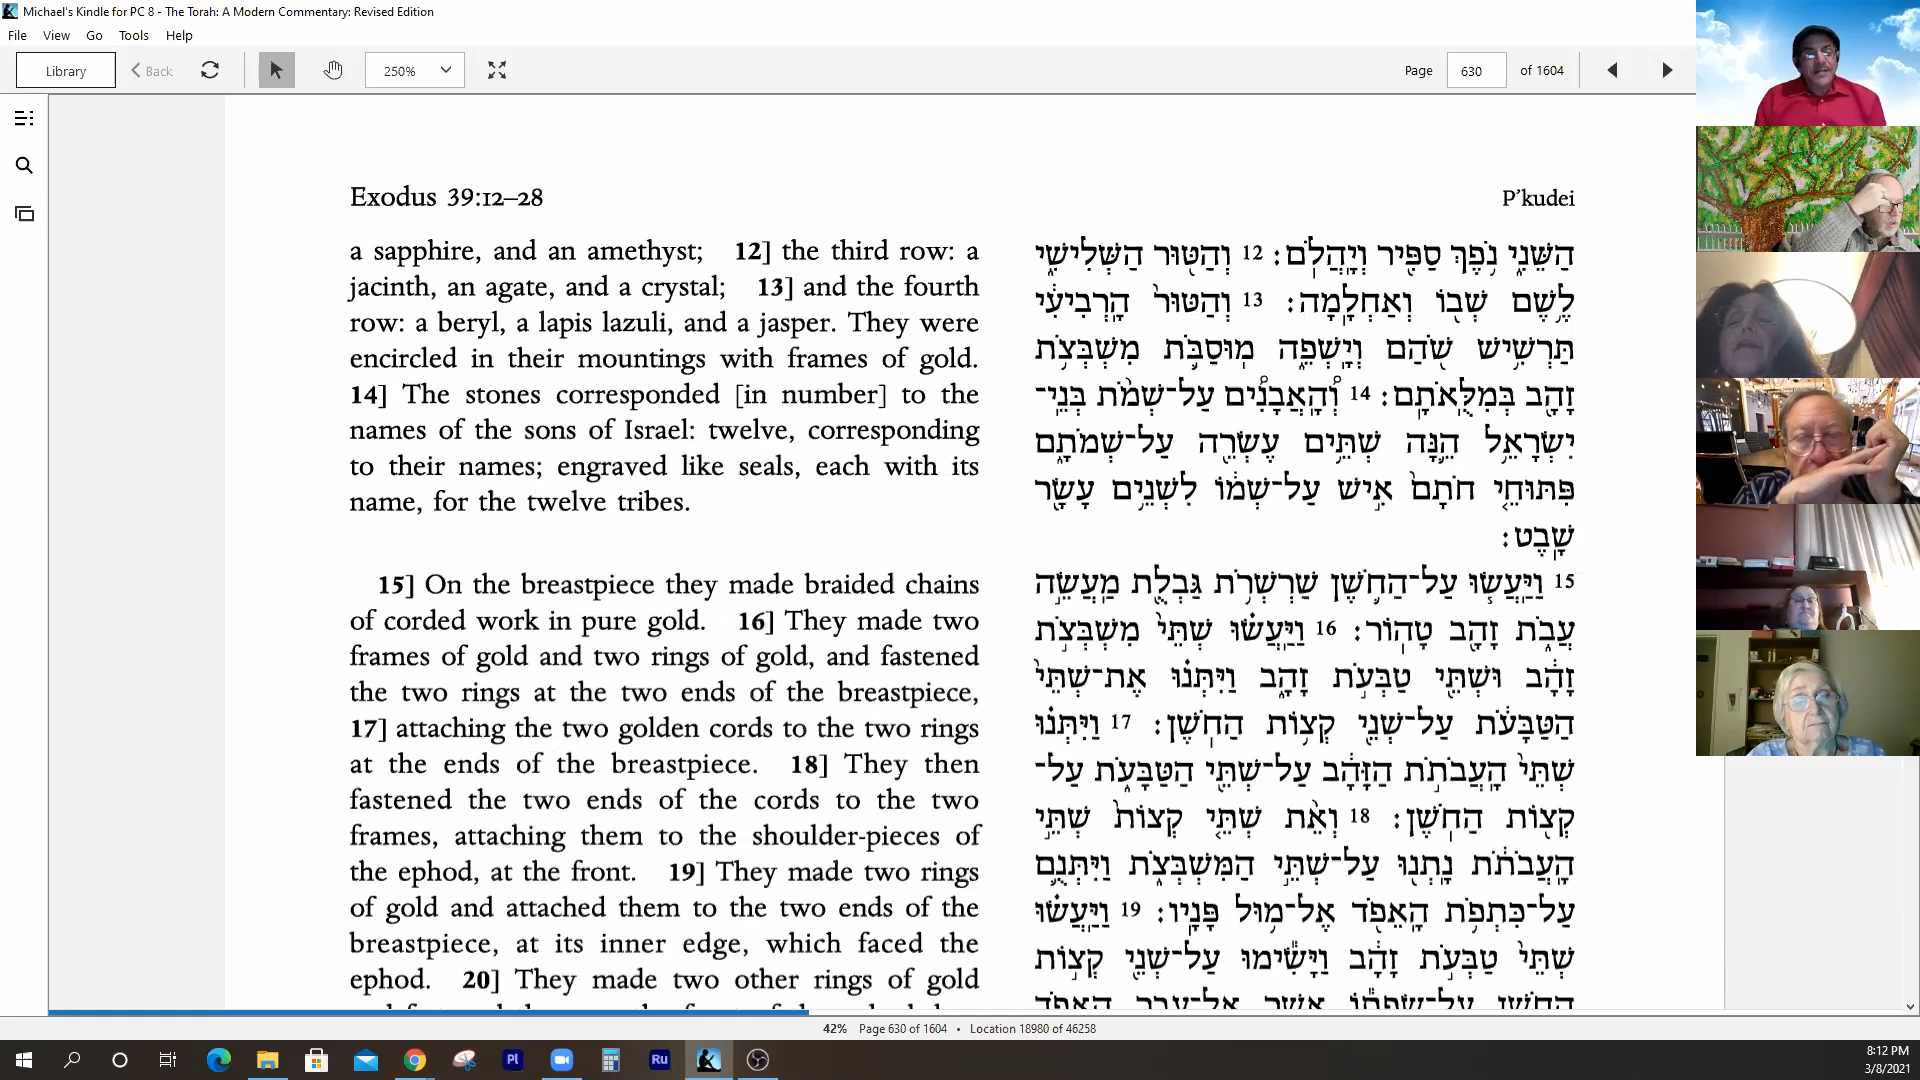 Michael's Kindle for PC 8 - The Torah: A Modern Commentary: Revised Edition
File View Go Tools Help
Library
Back
250%
Page 630 of 1604
Exodus 39:12–28
P'kudei
a sapphire, and an amethyst; 12] the third row: a
jacinth, an agate, and a crystal; 13] and the fourth
row: a beryl, a lapis lazuli, and a jasper. They were
encircled in their mountings with frames of gold.
14] The stones corresponded [in number] to the
names of the sons of Israel: twelve, corresponding
to their names; engraved like seals, each with its
name, for the twelve tribes.
15] On the breastpiece they made braided chains
of corded work in pure gold. 16] They made two
frames of gold and two rings of gold, and fastened
the two rings at the two ends of the breastpiece,
17] attaching the two golden cords to the two rings
at the ends of the breastpiece. 18] They then
fastened the two ends of the cords to the two
frames, attaching them to the shoulder-pieces of
the ephod, at the front. 19] They made two rings
of gold and attached them to the two ends of the
breastpiece, at its inner edge, which faced the
ephod. 20] They made two other rings of gold
הַשֵּׁנִ֑י נֹ֥פֶךְ סַפִּ֖יר וְיָהֲלֹֽם׃ 12 וְהַטּ֖וּר הַשְּׁלִישִׁ֑י
לֶ֥שֶׁם שְׁב֖וֹ וְאַחְלָֽמָה׃ 13 וְהַטּוּר֙ הָֽרְבִיעִ֔י
תַּרְשִׁ֥ישׁ שֹׁ֖הַם וְיָשְׁפֵ֑ה מֽוּסַבֹּ֛ת מִשְׁבְּצֹ֥ת
זָהָ֖ב בְּמִלֻּֽאֹתָֽם׃ 14 וְ֠הָאֲבָנִ֠ים עַל־שְׁמֹ֨ת בְּנֵי־
יִשְׂרָאֵ֥ל הֵ֛נָּה שְׁתֵּ֥ים עֶשְׂרֵ֖ה עַל־שְׁמֹתָ֑ם
פִּתּוּחֵ֤י חֹתָם֙ אִ֣ישׁ עַל־שְׁמ֔וֹ לִשְׁנֵ֥ים עָשָׂ֖ר
שָֽׁבֶט׃
15 וַיַּעֲשׂ֧וּ עַל־הַחֹ֛שֶׁן שַׁרְשְׁרֹ֥ת גַּבְלֻ֖ת מַעֲשֵׂ֣ה
עֲבֹ֑ת זָהָ֖ב טָהֽוֹר׃ 16 וַֽיַּעֲשׂ֗וּ שְׁתֵּי֙ מִשְׁבְּצֹ֣ת
זָהָ֔ב וּשְׁתֵּ֖י טַבְּעֹ֣ת זָהָ֑ב וַֽיִּתְּנ֗וּ אֶת־שְׁתֵּי֙
הַטַּבָּעֹ֔ת עַל־שְׁנֵ֖י קְצ֥וֹת הַחֹֽשֶׁן׃ 17 וַֽיִּתְּנ֗וּ
שְׁתֵּי֙ הָעֲבֹתֹ֣ת הַזָּהָ֔ב עַל־שְׁתֵּ֖י הַטַּבָּעֹ֑ת עַל־
קְצ֖וֹת הַחֹֽשֶׁן׃ 18 וְאֵ֨ת שְׁתֵּ֤י קְצוֹת֙ שְׁתֵּ֣י
הָֽעֲבֹתֹ֔ת נָתְנ֖וּ עַל־שְׁתֵּ֣י הַֽמִּשְׁבְּצֹ֑ת וַֽיִּתְּנֻ֛ם
עַל־כִּתְפֹ֥ת הָאֵפֹ֖ד אֶל־מ֥וּל פָּנָֽיו׃ 19 וַֽיַּעֲשׂ֗וּ
שְׁתֵּי֙ טַבְּעֹ֣ת זָהָ֔ב וַיָּשִׂ֕ימוּ עַל־שְׁנֵ֖י קְצ֣וֹת
הַחֹ֑שֶׁן עַל־שְׂפָת֕וֹ אֲשֶׁ֛ר אֶל־עֵ֥בֶר הָאֵפֹ֖ד
42% Page 630 of 1604 • Location 18980 of 46258
Pl
Ru
8:12 PM
3/8/2021